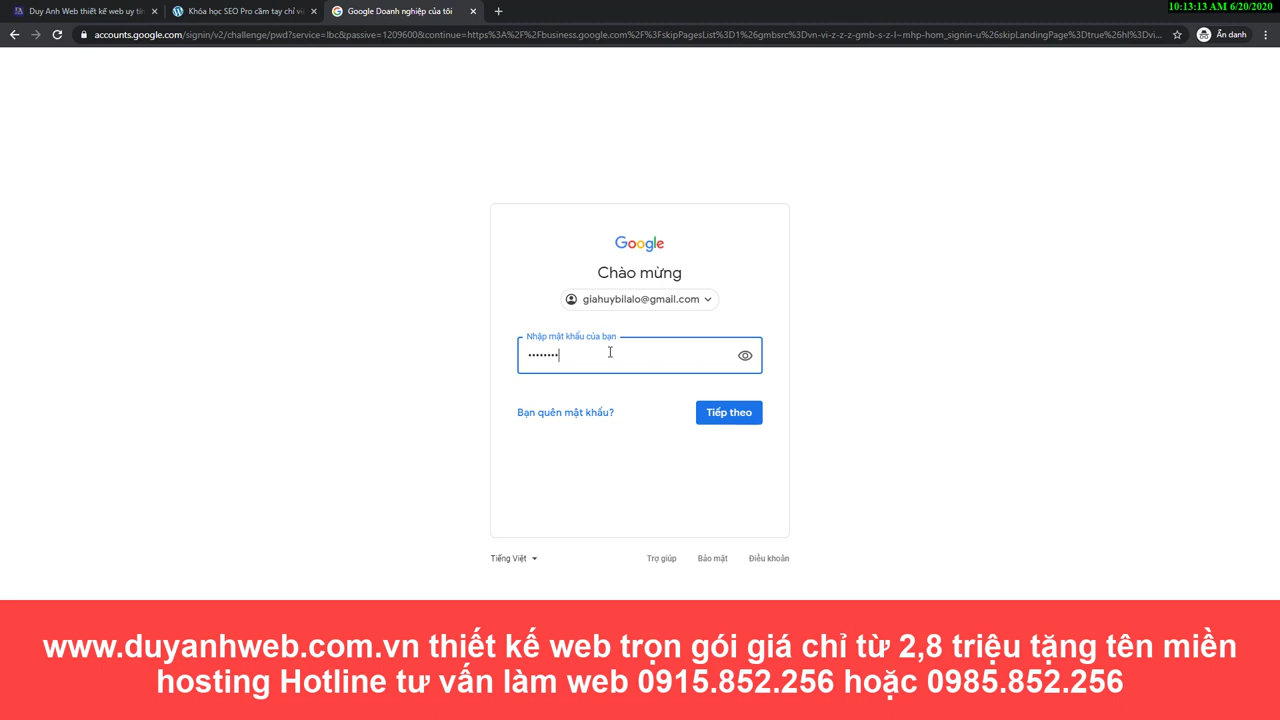 10:13:13 AM 6/20/2020
Duy Anh Web thiết kế web uy tín
Khóa học SEO Pro cầm tay chỉ vi
Google Doanh nghiệp của tôi
accounts.google.com/signin/v2/challenge/pwd?service=lbc&passive=1209600&continue=https%3A%2F%2Fbusiness.google.com%2F%3FskipPagesList%3D1%26gmbsrc%3Dvn-vi-z-z-z-gmb-s-z-l~mhp-hom_signin-u%26skipLandingPage%3Dtrue%26hl%3Dvi...
Ẩn danh
Google
Chào mừng
giahuybilalo@gmail.com
Nhập mật khẩu của bạn
••••••••
Bạn quên mật khẩu?
Tiếp theo
Tiếng Việt
Trợ giúp
Bảo mật
Điều khoản
www.duyanhweb.com.vn thiết kế web trọn gói giá chỉ từ 2,8 triệu tặng tên miền
hosting Hotline tư vấn làm web 0915.852.256 hoặc 0985.852.256